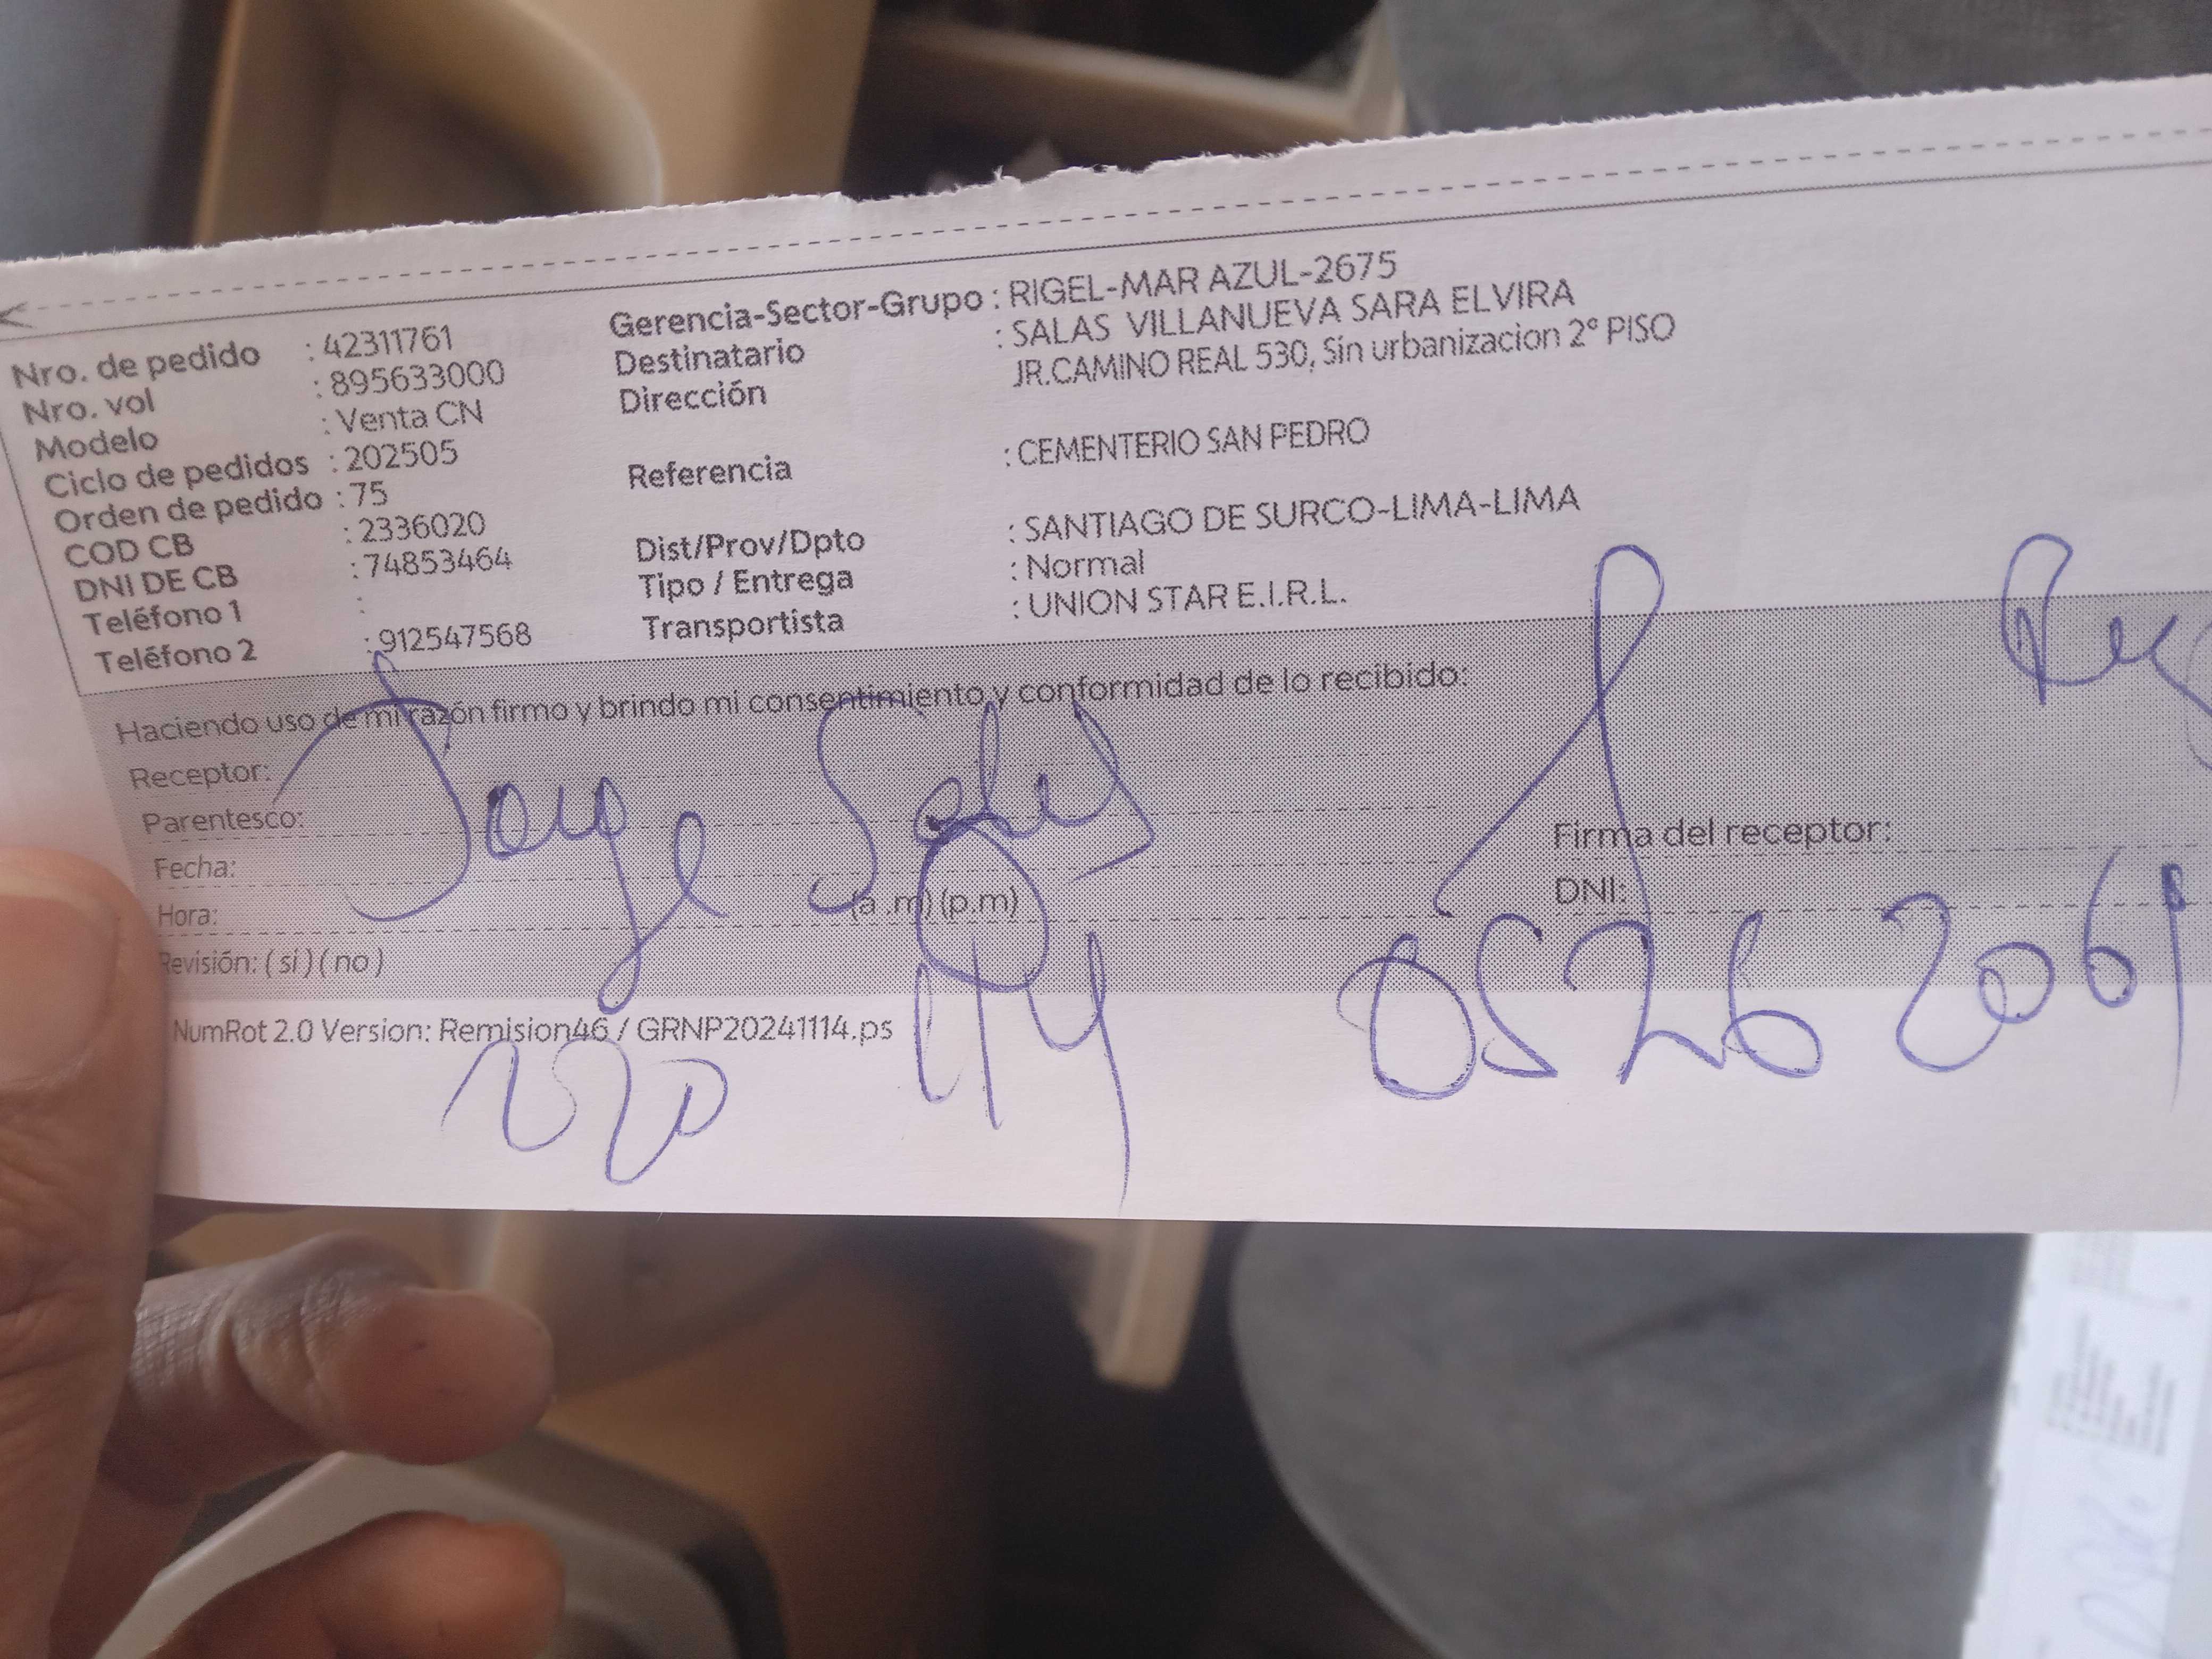 Nro. de pedido : 42311761
Nro. vol : 895633000
Modelo : Venta CN
Ciclo de pedidos : 202505
Orden de pedido : 75
COD CB : 2336020
DNI DE CB : 74853464
Teléfono 1 :
Teléfono 2 : 912547568
Gerencia-Sector-Grupo : RIGEL-MAR AZUL-2675
Destinatario : SALAS VILLANUEVA SARA ELVIRA
Dirección JR.CAMINO REAL 530, Sin urbanizacion 2° PISO
Referencia : CEMENTERIO SAN PEDRO
Dist/Prov/Dpto : SANTIAGO DE SURCO-LIMA-LIMA
Tipo / Entrega : Normal
Transportista : UNION STAR E.I.R.L.
Haciendo uso de mi razón firmo y brindo mi consentimiento y conformidad de lo recibido:
Receptor:
Parentesco:
Jorge Salas
Fecha:
Hora: (a .m) (p.m)
Revisión: ( si ) ( no )
Firma del receptor:
DNI:
NumRot 2.0 Version: Remision46 / GRNP20241114.ps